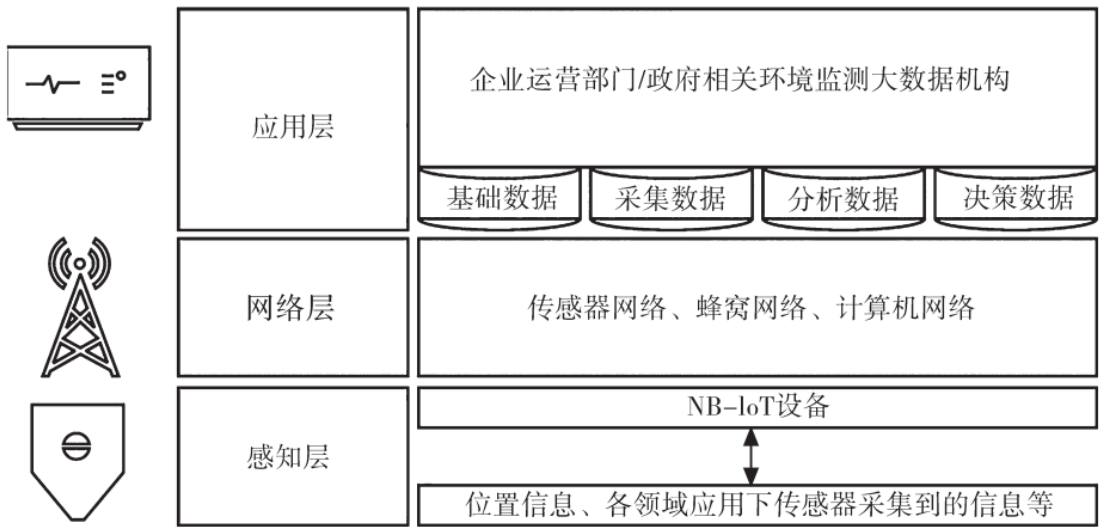 应用层
企业运营部门/政府相关环境监测大数据机构
基础数据
采集数据
分析数据
决策数据
网络层
传感器网络、蜂窝网络、计算机网络
感知层
NB-loT设备
位置信息、各领域应用下传感器采集到的信息等